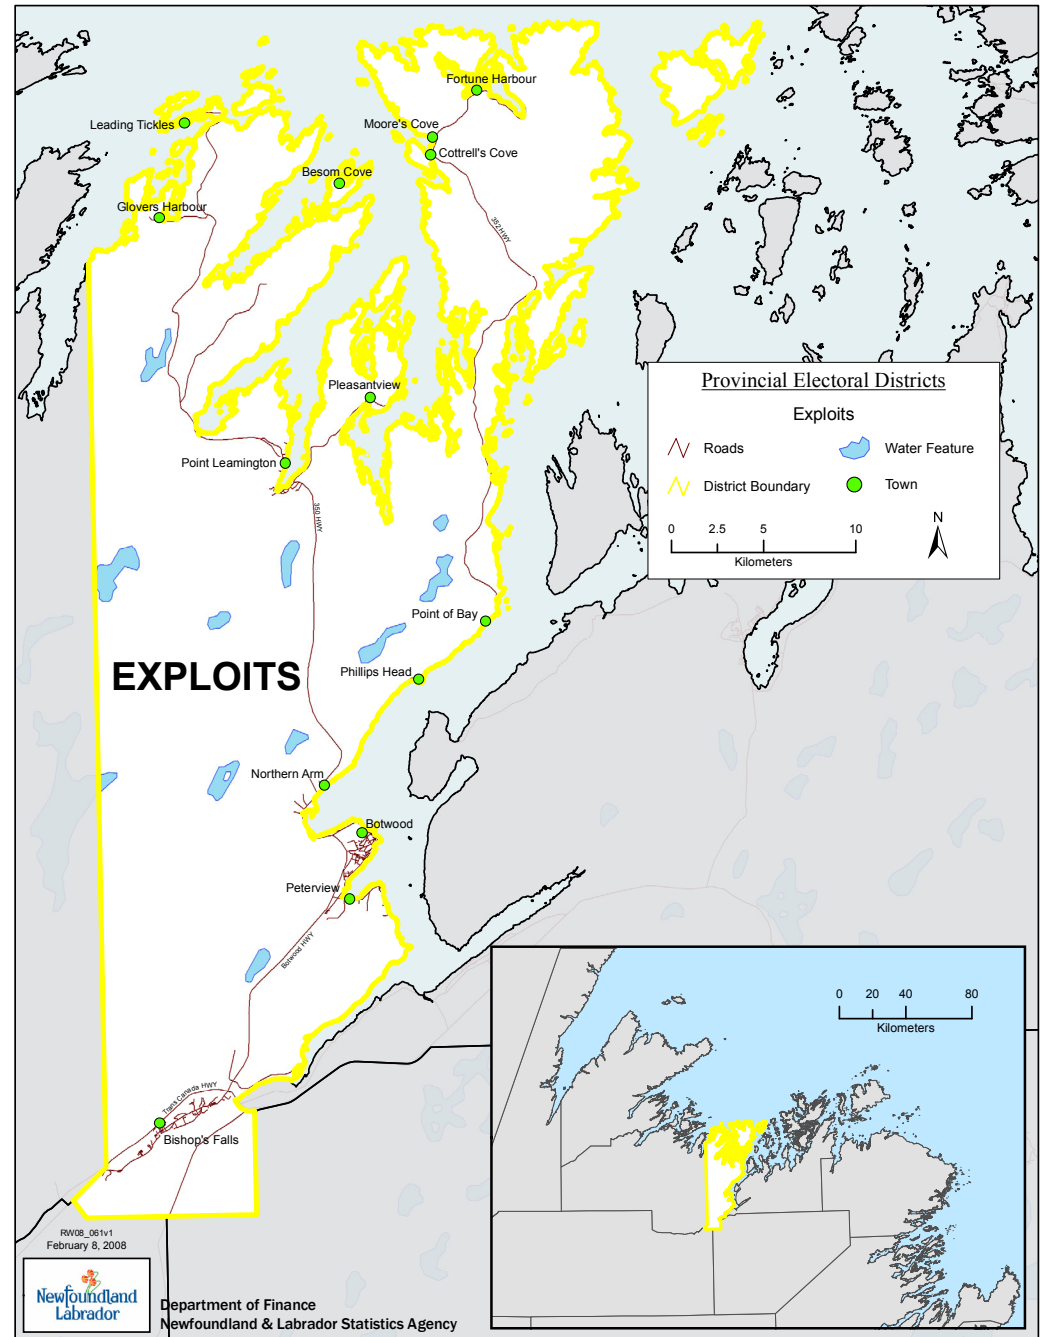 Fortune Harbour
Leading Tickles
Moore's Cove
Cottrell's Cove
Besom Cove
Glovers Harbour
352 HWY
Provincial Electoral Districts
Exploits
Roads
Water Feature
District Boundary
Town
0 2.5 5 10
Kilometers
N
Pleasantview
Point Leamington
350 HWY
Point of Bay
Phillips Head
EXPLOITS
Northern Arm
Botwood
Peterview
Botwood HWY
0 20 40 80
Kilometers
Trans Canada HWY
Bishop's Falls
RW08_061v1
February 8, 2008
Newfoundland
Labrador
Department of Finance
Newfoundland & Labrador Statistics Agency